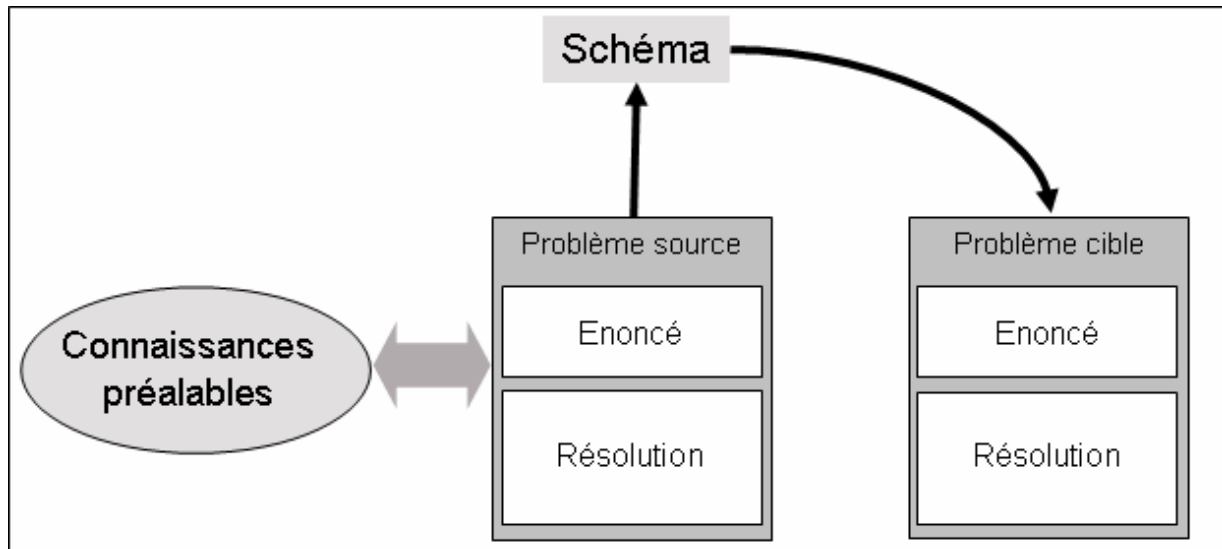 Schéma
Problème source
Enoncé
Résolution
Problème cible
Enoncé
Résolution
Connaissances
préalables